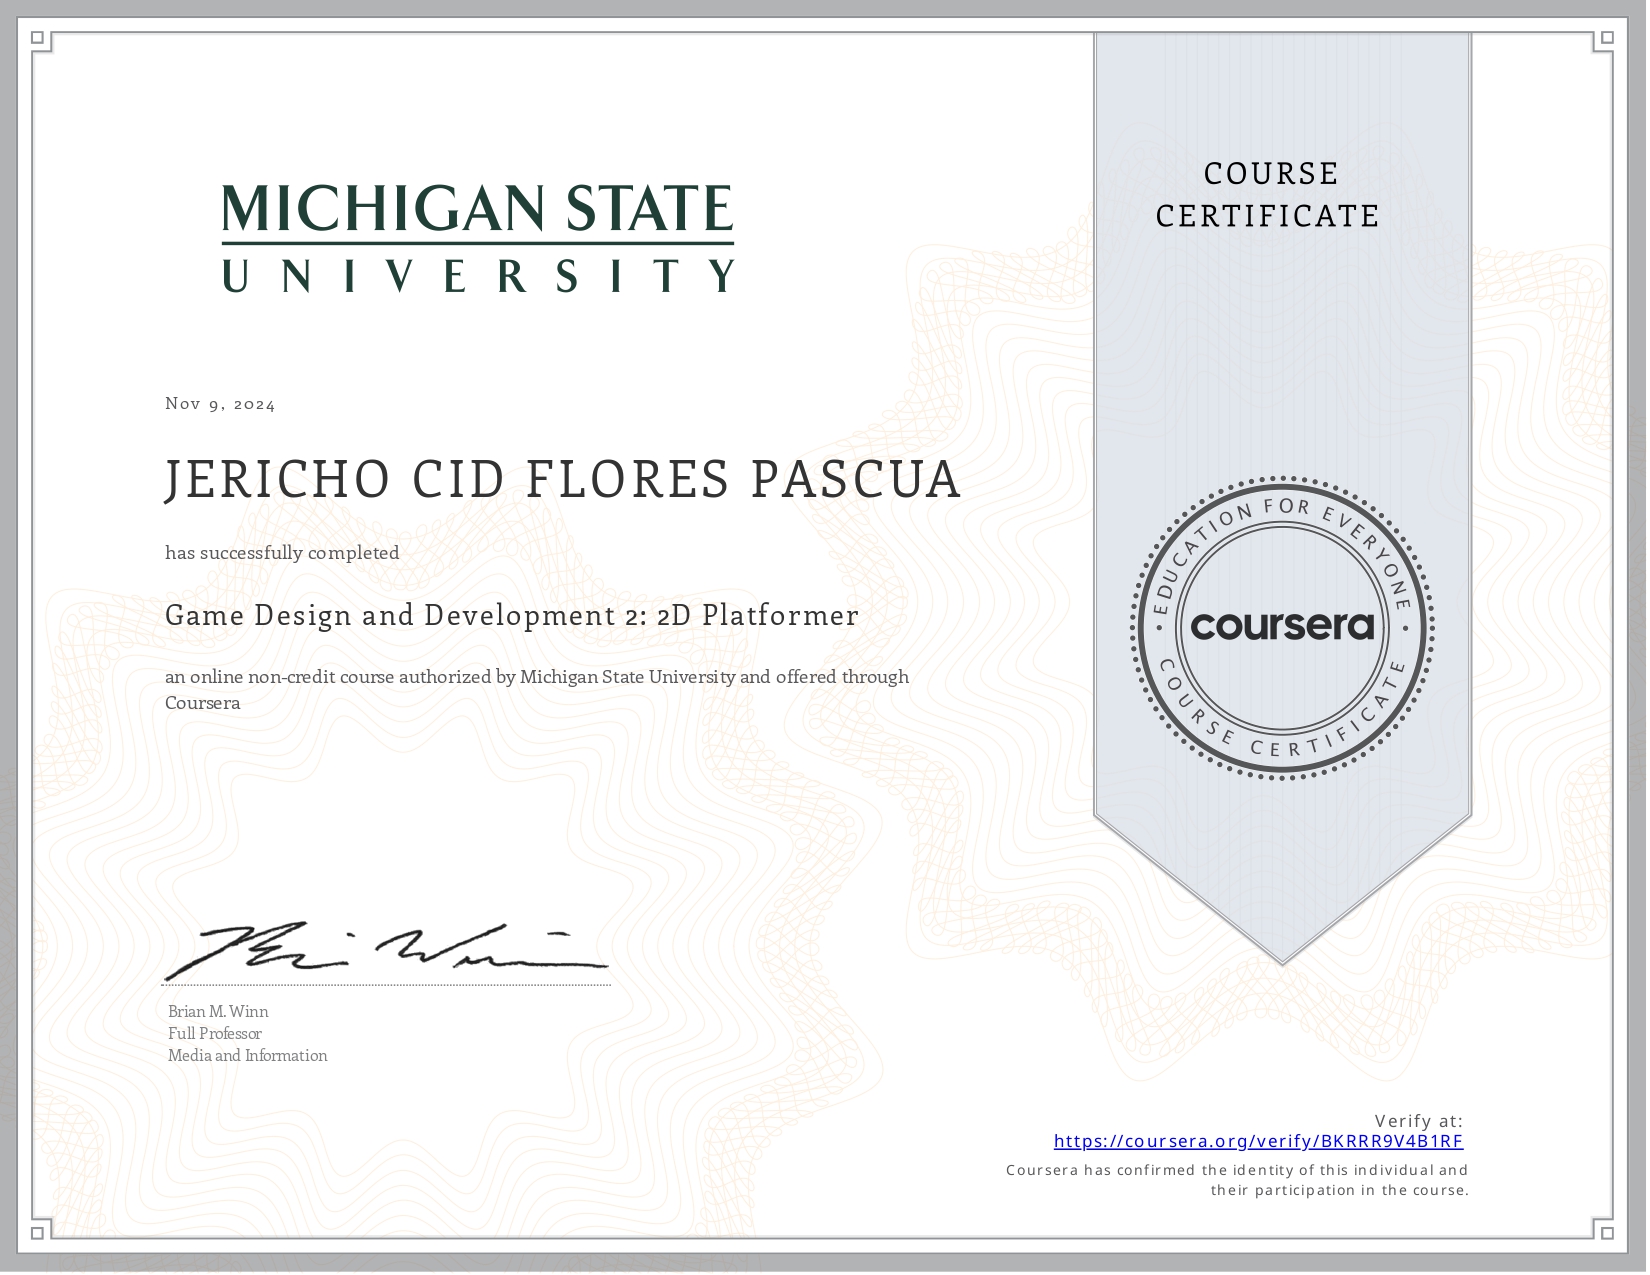 MICHIGAN STATE
UNIVERSITY
COURSE
CERTIFICATE
Nov 9, 2024
JERICHO CID FLORES PASCUA
has successfully completed
Game Design and Development 2: 2D Platformer
an online non-credit course authorized by Michigan State University and offered through
Coursera
EDUCATION FOR EVERYONE
coursera
COURSE CERTIFICATE
Brian M. Winn
Full Professor
Media and Information
Verify at:
https://coursera.org/verify/BKRRR9V4B1RF
Coursera has confirmed the identity of this individual and
their participation in the course.